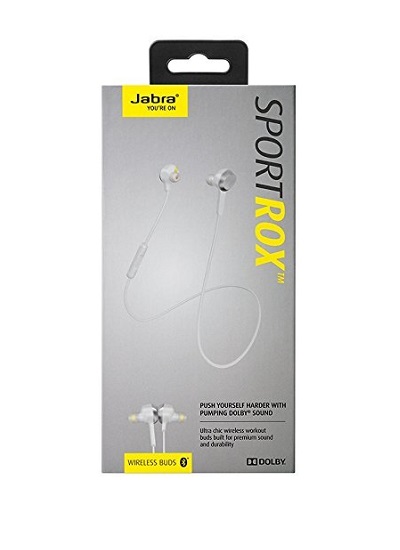 Jabra®
YOU'RE ON
SPORTROX™
PUSH YOURSELF HARDER WITH
PUMPING DOLBY® SOUND
Ultra chic wireless workout
buds built for premium sound
and durability
WIRELESS BUDS
DOLBY.